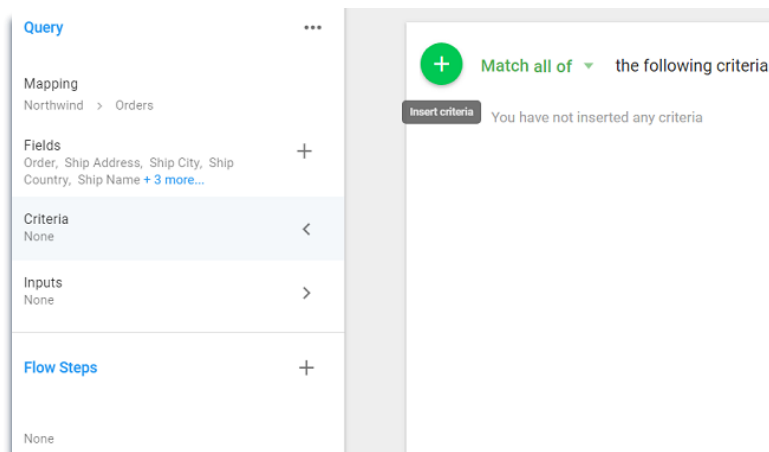 Query
Mapping
Northwind > Orders
Fields
Order, Ship Address, Ship City, Ship
Country, Ship Name + 3 more...
Criteria
None
Inputs
None
Flow Steps
None
Match all of the following criteria
Insert criteria
You have not inserted any criteria